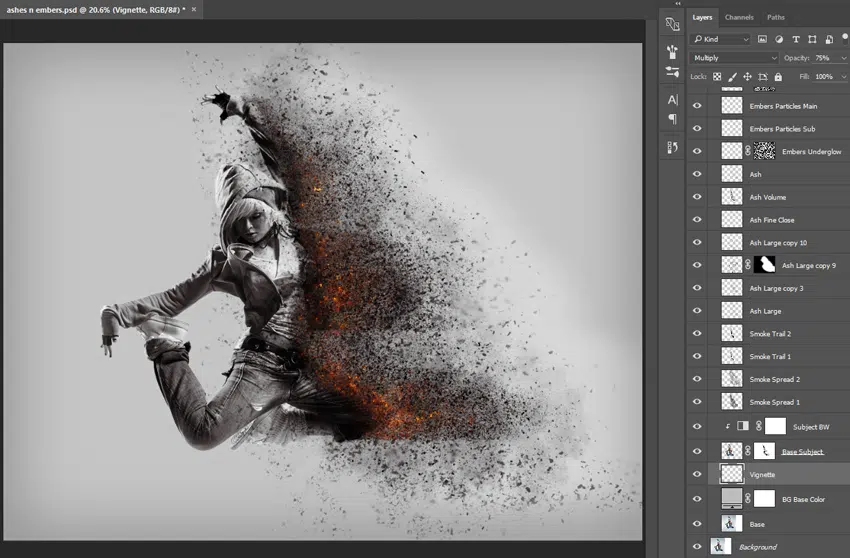 ashes n embers.psd @ 20.6% (Vignette, RGB/8#) * ×
Layers Channels Paths
Kind
Multiply Opacity: 75%
Lock: Fill: 100%
Embers Particles Main
Embers Particles Sub
Embers Underglow
Ash
Ash Volume
Ash Fine Close
Ash Large copy 10
Ash Large copy 9
Ash Large copy 3
Ash Large
Smoke Trail 2
Smoke Trail 1
Smoke Spread 2
Smoke Spread 1
Subject BW
Base Subject
Vignette
BG Base Color
Base
Background